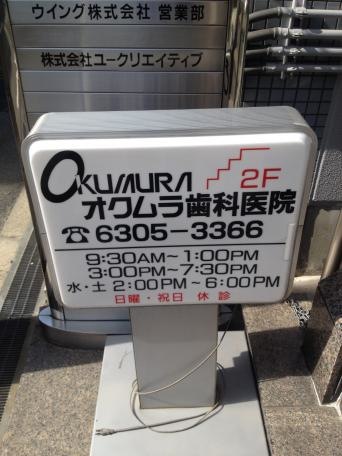 ウイング株式会社 営業部
株式会社ユークリエイティブ
OKUMURA 2F
オクムラ歯科医院
☎6305-3366
9:30AM~1:00PM
3:00PM~7:30PM
水・土 2:00PM~6:00PM
日曜・祝日 休診